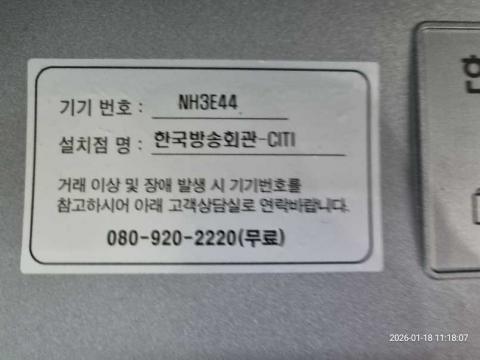 기기 번호 : NH3E44
설치점 명 : 한국방송회관-CITI
거래 이상 및 장애 발생 시 기기번호를
참고하시어 아래 고객상담실로 연락바랍니다.
080-920-2220(무료)
2026-01-18 11:18:07